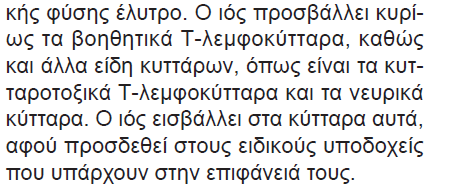 κής φύσης έλυτρο. Ο ιός προσβάλλει κυρί-
ως τα βοηθητικά Τ-λεμφοκύτταρα, καθώς
και άλλα είδη κυττάρων, όπως είναι τα κυτ-
ταροτοξικά Τ-λεμφοκύτταρα και τα νευρικά
κύτταρα. Ο ιός εισβάλλει στα κύτταρα αυτά,
αφού προσδεθεί στους ειδικούς υποδοχείς
που υπάρχουν στην επιφάνειά τους.